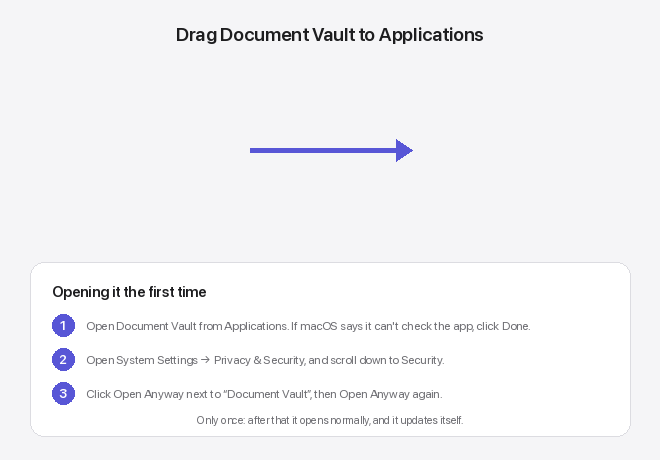 Drag Document Vault to Applications
Opening it the first time
1 Open Document Vault from Applications. If macOS says it can't check the app, click Done.
2 Open System Settings → Privacy & Security, and scroll down to Security.
3 Click Open Anyway next to “Document Vault”, then Open Anyway again.
Only once: after that it opens normally, and it updates itself.